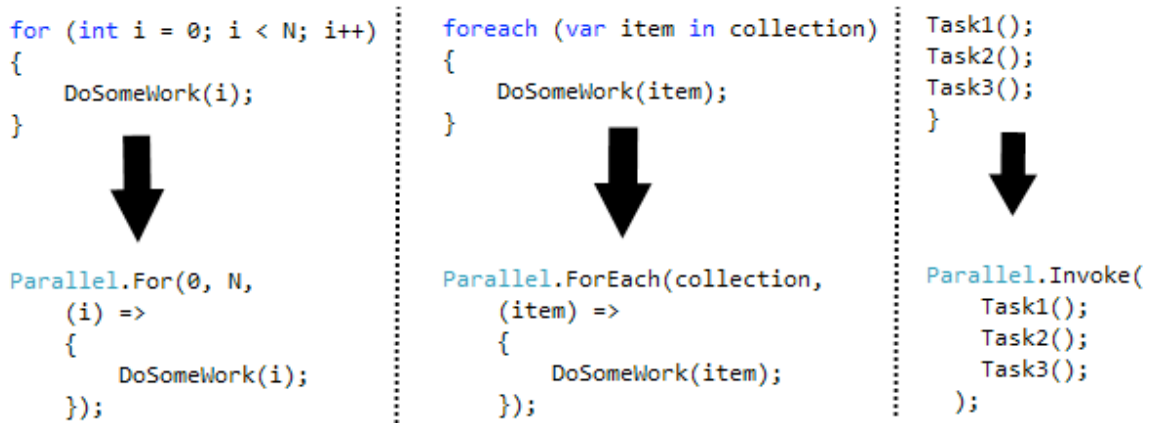 for (int i = 0; i < N; i++)
{
    DoSomeWork(i);
}
Parallel.For(0, N,
    (i) =>
    {
        DoSomeWork(i);
    });
foreach (var item in collection)
{
    DoSomeWork(item);
}
Parallel.ForEach(collection,
    (item) =>
    {
        DoSomeWork(item);
    });
Task1();
Task2();
Task3();
}
Parallel.Invoke(
    Task1();
    Task2();
    Task3();
  );